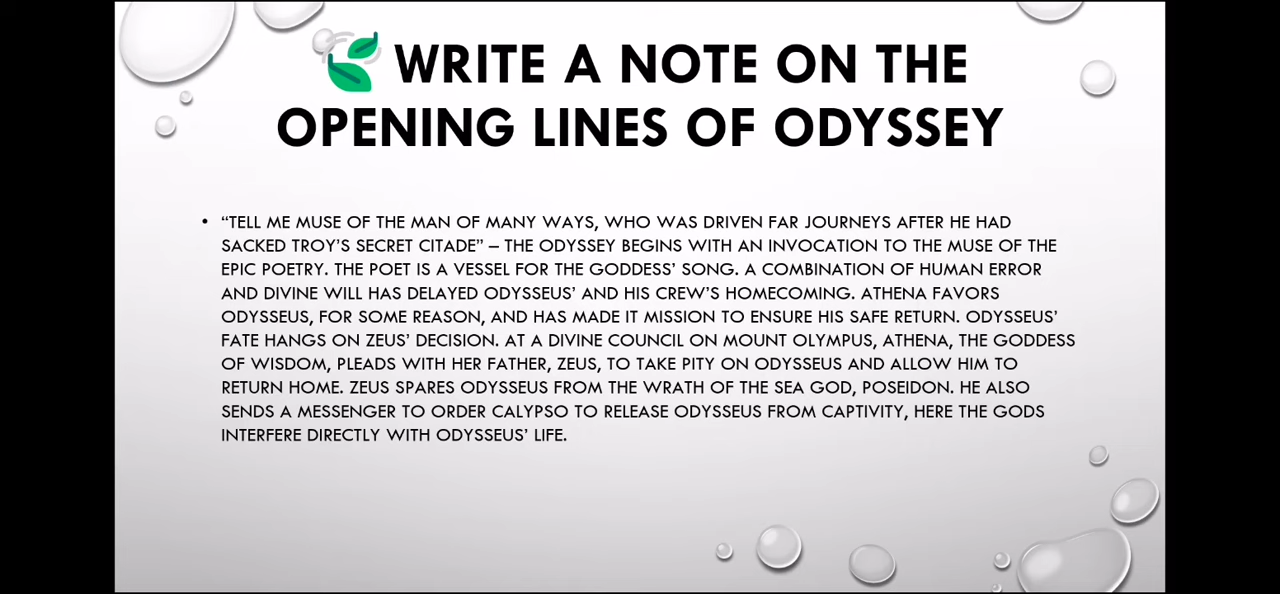 WRITE A NOTE ON THE
OPENING LINES OF ODYSSEY
• “TELL ME MUSE OF THE MAN OF MANY WAYS, WHO WAS DRIVEN FAR JOURNEYS AFTER HE HAD
SACKED TROY’S SECRET CITADE” – THE ODYSSEY BEGINS WITH AN INVOCATION TO THE MUSE OF THE
EPIC POETRY. THE POET IS A VESSEL FOR THE GODDESS’ SONG. A COMBINATION OF HUMAN ERROR
AND DIVINE WILL HAS DELAYED ODYSSEUS’ AND HIS CREW’S HOMECOMING. ATHENA FAVORS
ODYSSEUS, FOR SOME REASON, AND HAS MADE IT MISSION TO ENSURE HIS SAFE RETURN. ODYSSEUS’
FATE HANGS ON ZEUS’ DECISION. AT A DIVINE COUNCIL ON MOUNT OLYMPUS, ATHENA, THE GODDESS
OF WISDOM, PLEADS WITH HER FATHER, ZEUS, TO TAKE PITY ON ODYSSEUS AND ALLOW HIM TO
RETURN HOME. ZEUS SPARES ODYSSEUS FROM THE WRATH OF THE SEA GOD, POSEIDON. HE ALSO
SENDS A MESSENGER TO ORDER CALYPSO TO RELEASE ODYSSEUS FROM CAPTIVITY, HERE THE GODS
INTERFERE DIRECTLY WITH ODYSSEUS’ LIFE.